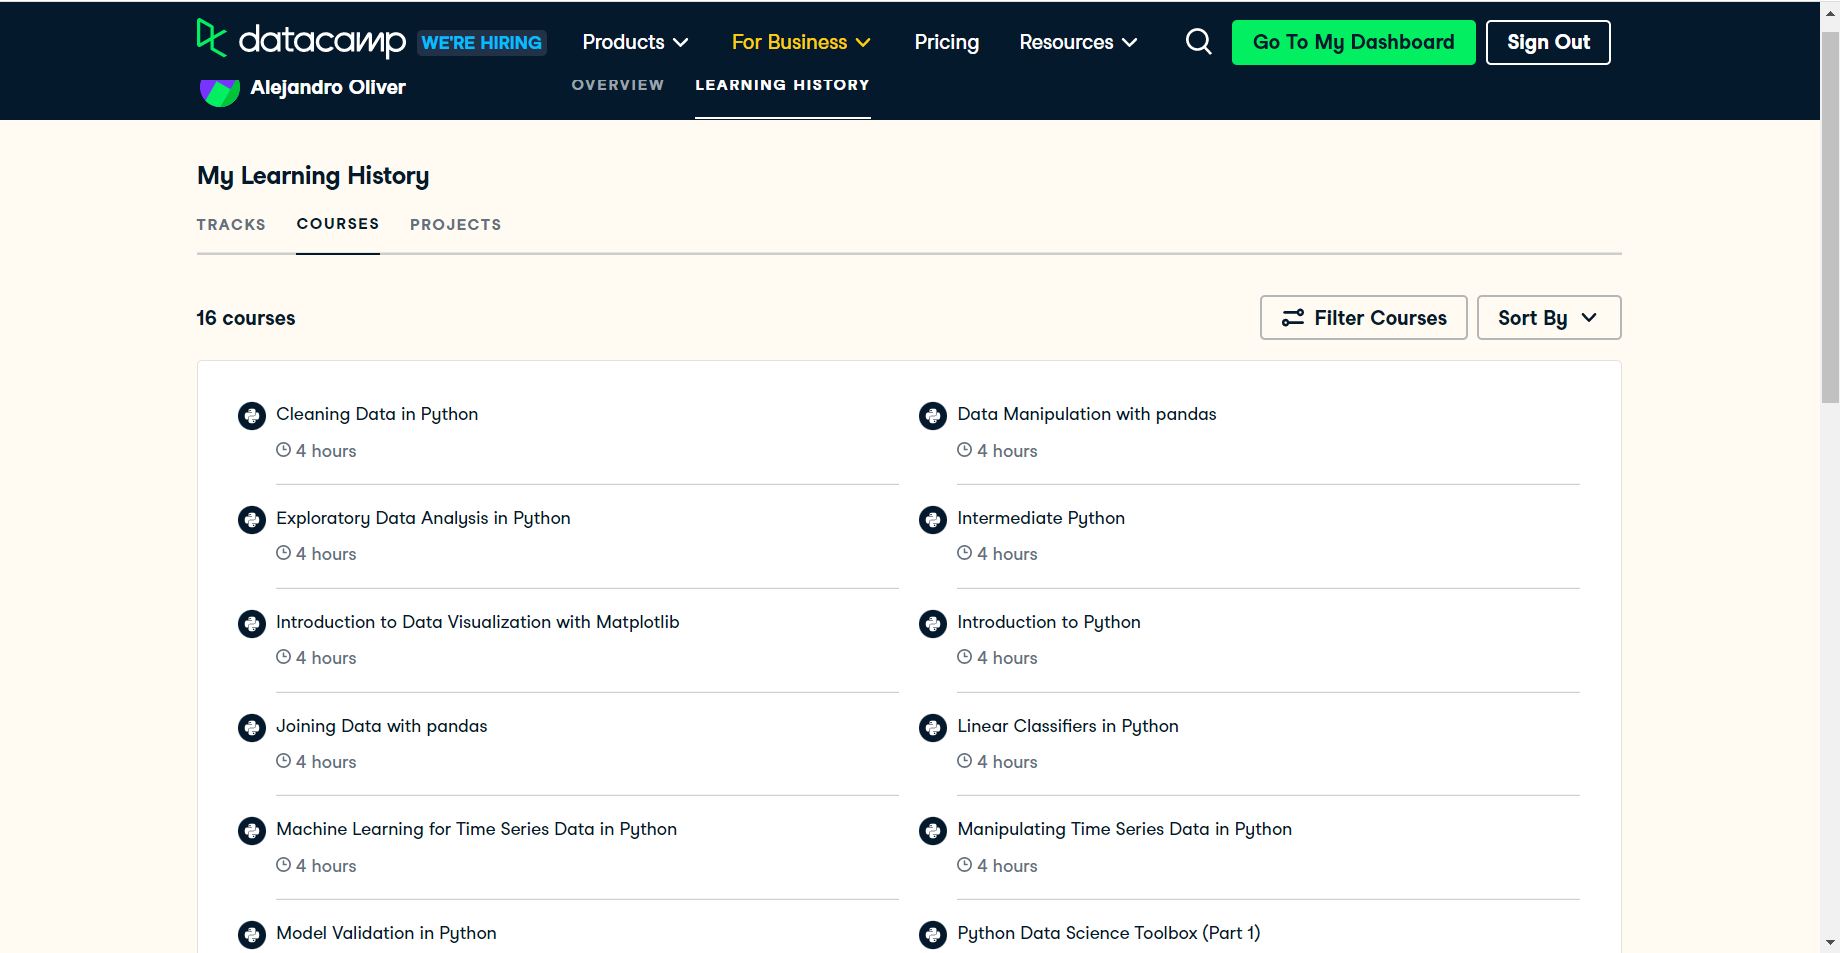 datacamp WE'RE HIRING Products For Business Pricing Resources Go To My Dashboard Sign Out
Alejandro Oliver OVERVIEW LEARNING HISTORY
My Learning History
TRACKS COURSES PROJECTS
16 courses Filter Courses Sort By
Cleaning Data in Python
4 hours
Data Manipulation with pandas
4 hours
Exploratory Data Analysis in Python
4 hours
Intermediate Python
4 hours
Introduction to Data Visualization with Matplotlib
4 hours
Introduction to Python
4 hours
Joining Data with pandas
4 hours
Linear Classifiers in Python
4 hours
Machine Learning for Time Series Data in Python
4 hours
Manipulating Time Series Data in Python
4 hours
Model Validation in Python
Python Data Science Toolbox (Part 1)